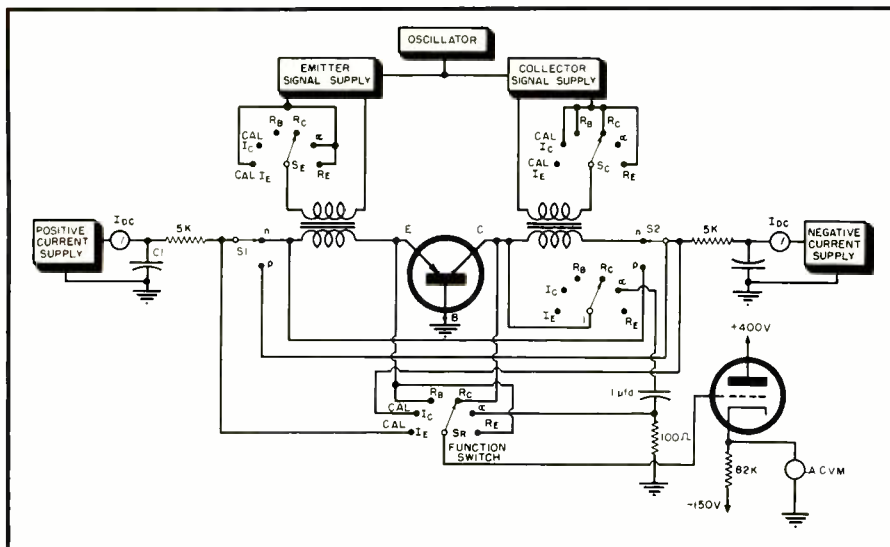 OSCILLATOR
EMITTER
SIGNAL SUPPLY
COLLECTOR
SIGNAL SUPPLY
RB
RC
CAL
IC
α
CAL IE
SE
RE
CAL
IC
RB
RC
α
CAL
IE
SC
RE
POSITIVE
CURRENT
SUPPLY
IDC
5K
C1
S1
n
p
E
C
B
n
S2
p
5K
IDC
NEGATIVE
CURRENT
SUPPLY
RB
RC
IC
α
IE
1
RE
+400V
1 µfd
RB
RC
CAL
IC
α
CAL
IE
SR
RE
FUNCTION
SWITCH
100Ω
82K
ACVM
-150V